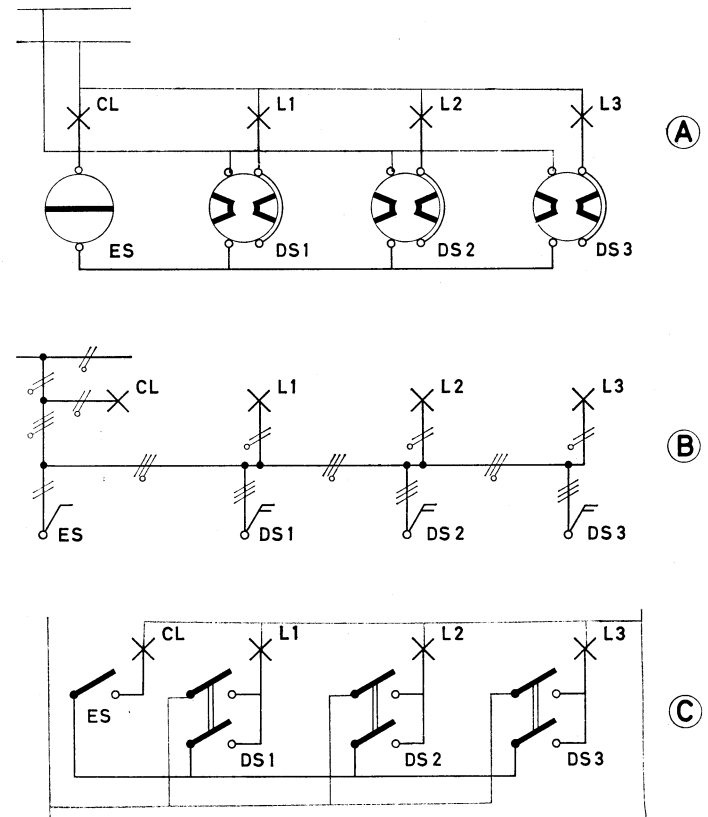 CL L1 L2 L3
A
ES DS1 DS2 DS3
CL L1 L2 L3
B
ES DS1 DS2 DS3
CL L1 L2 L3
ES
C
DS1 DS2 DS3